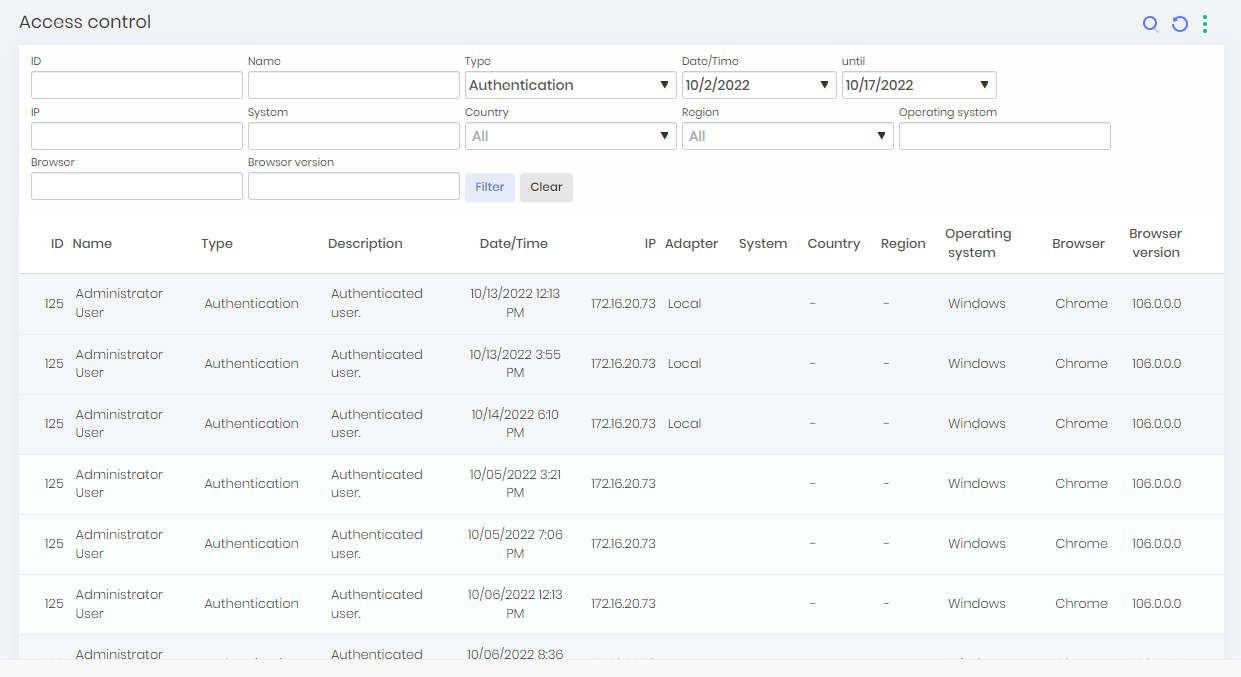 Access control
ID Name Type Date/Time until
Authentication 10/2/2022 10/17/2022
IP System Country Region Operating system
All All
Browser Browser version
Filter Clear
ID Name Type Description Date/Time IP Adapter System Country Region Operating system Browser Browser version
125 Administrator User Authentication Authenticated user. 10/13/2022 12:13 PM 172.16.20.73 Local - - Windows Chrome 106.0.0.0
125 Administrator User Authentication Authenticated user. 10/13/2022 3:55 PM 172.16.20.73 Local - - Windows Chrome 106.0.0.0
125 Administrator User Authentication Authenticated user. 10/14/2022 6:10 PM 172.16.20.73 Local - - Windows Chrome 106.0.0.0
125 Administrator User Authentication Authenticated user. 10/05/2022 3:21 PM 172.16.20.73 - - Windows Chrome 106.0.0.0
125 Administrator User Authentication Authenticated user. 10/05/2022 7:06 PM 172.16.20.73 - - Windows Chrome 106.0.0.0
125 Administrator User Authentication Authenticated user. 10/06/2022 12:13 PM 172.16.20.73 - - Windows Chrome 106.0.0.0
Administrator Authenticated 10/06/2022 8:36